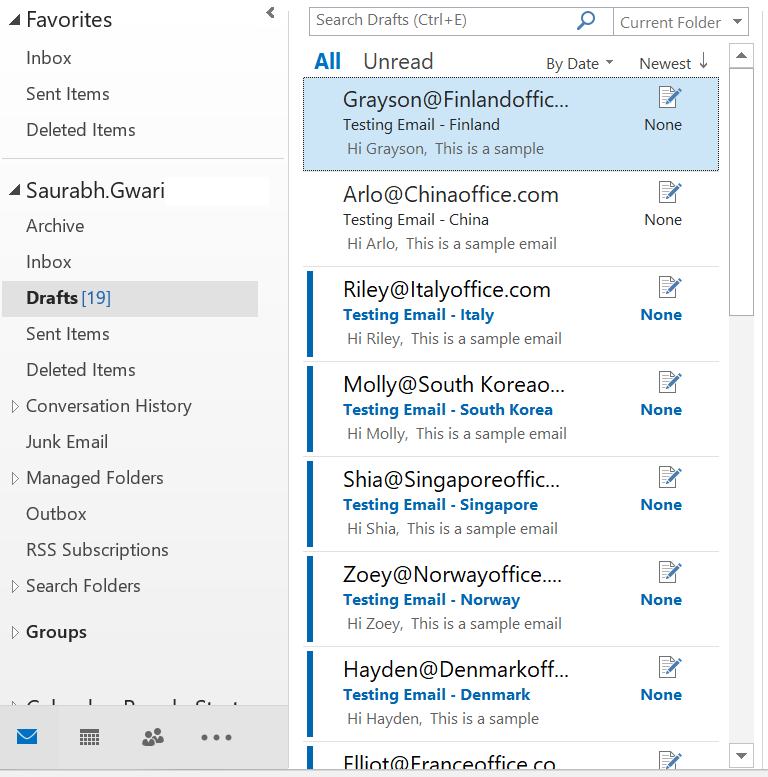 Favorites
Inbox
Sent Items
Deleted Items
Saurabh.Gwari
Archive
Inbox
Drafts [19]
Sent Items
Deleted Items
Conversation History
Junk Email
Managed Folders
Outbox
RSS Subscriptions
Search Folders
Groups
Search Drafts (Ctrl+E)
Current Folder
All Unread By Date Newest
Grayson@Finlandoffic...
Testing Email - Finland None
Hi Grayson, This is a sample
Arlo@Chinaoffice.com
Testing Email - China None
Hi Arlo, This is a sample email
Riley@Italyoffice.com
Testing Email - Italy None
Hi Riley, This is a sample email
Molly@South Koreao...
Testing Email - South Korea None
Hi Molly, This is a sample email
Shia@Singaporeoffic...
Testing Email - Singapore None
Hi Shia, This is a sample email
Zoey@Norwayoffice....
Testing Email - Norway None
Hi Zoey, This is a sample email
Hayden@Denmarkoff...
Testing Email - Denmark None
Hi Hayden, This is a sample
Elliot@Franceoffice.co